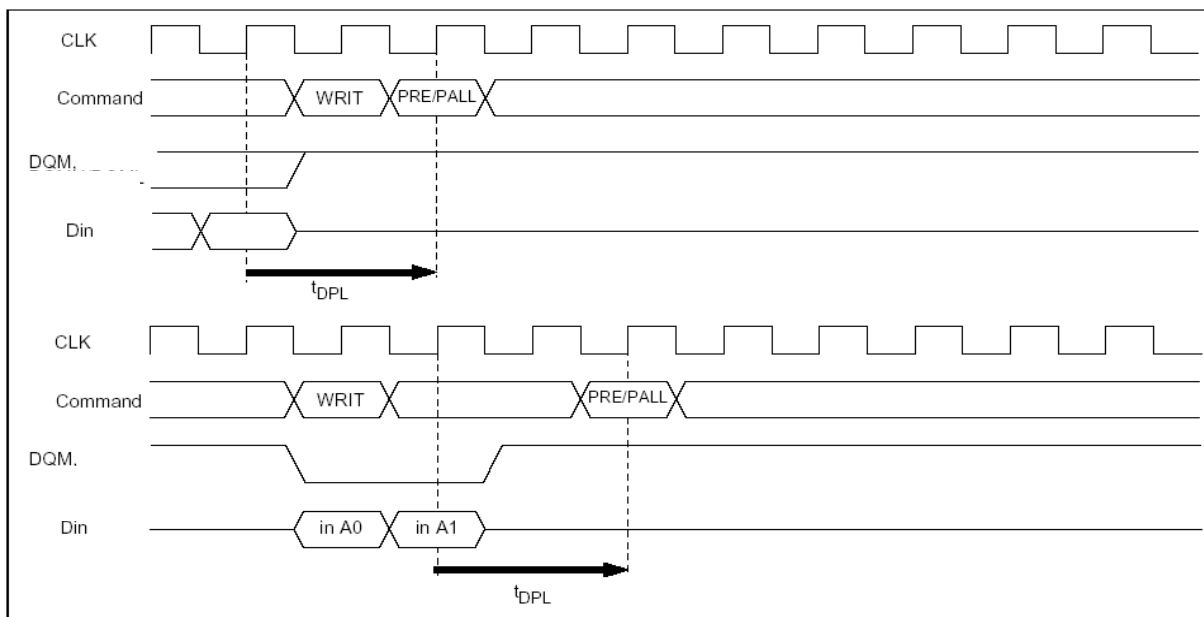 CLK
Command WRIT PRE/PALL
DQM,
Din
tDPL
CLK
Command WRIT PRE/PALL
DQM.
Din in A0 in A1
tDPL